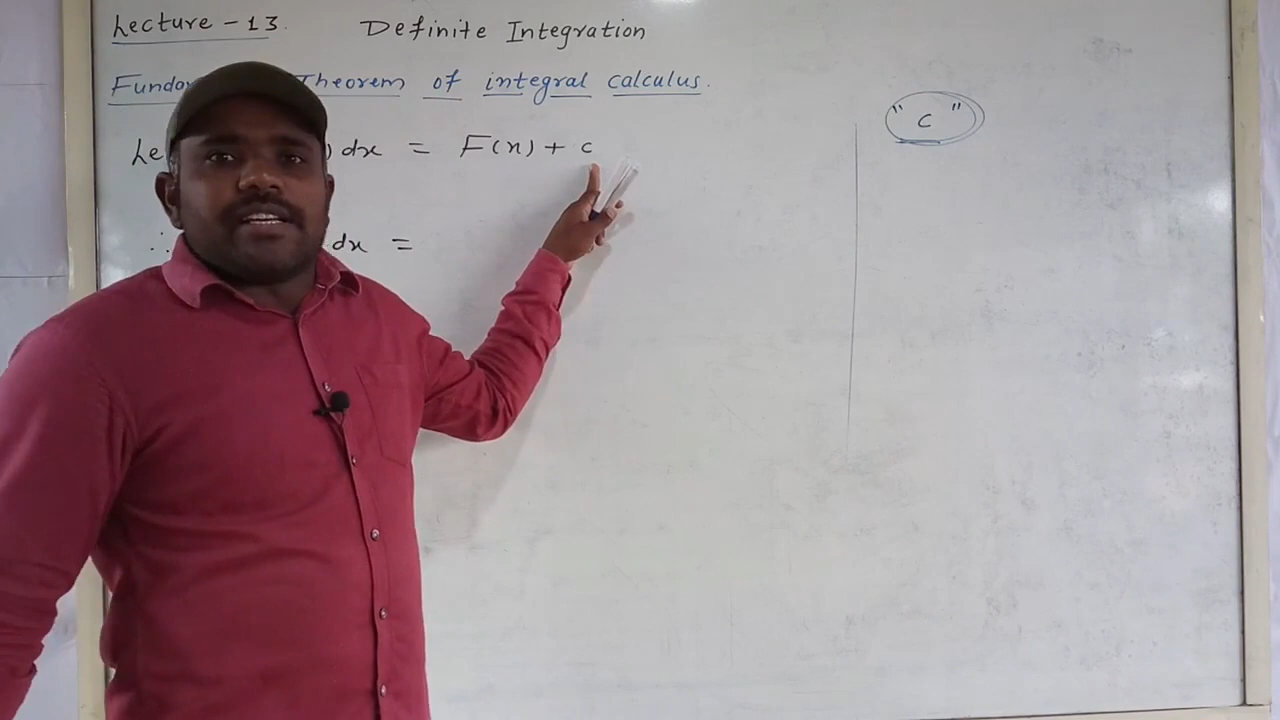 Lecture - 13. Definite Integration
Theorem of integral calculus.
) dx = F(x) + c
" c "
∴ dx =